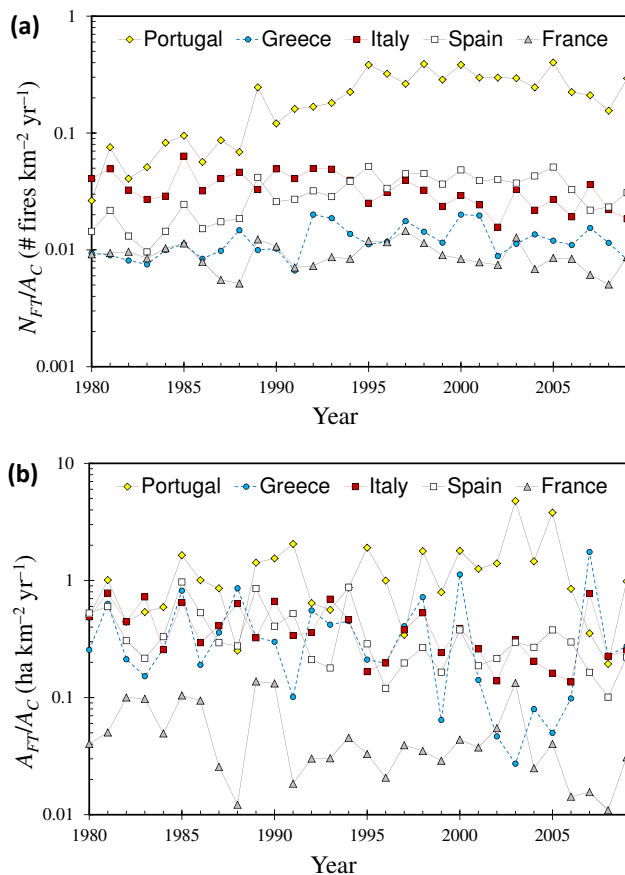 (a)
1
Portugal Greece Italy Spain France
0.1
0.01
0.001
N_FT/A_C (# fires km⁻² yr⁻¹)
1980 1985 1990 1995 2000 2005
Year
(b)
10
Portugal Greece Italy Spain France
1
0.1
0.01
A_FT/A_C (ha km⁻² yr⁻¹)
1980 1985 1990 1995 2000 2005
Year